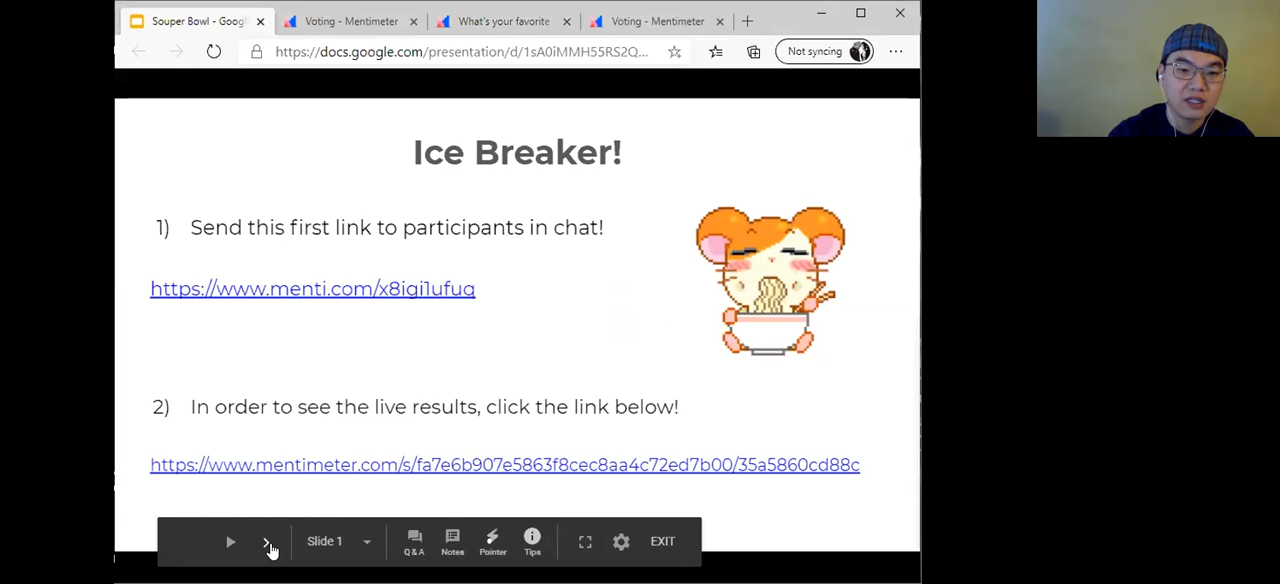 Souper Bowl - Goog
Voting - Mentimeter
What's your favorite
Voting - Mentimeter
https://docs.google.com/presentation/d/1sA0iMMH55RS2Q...
Not syncing
Ice Breaker!
1) Send this first link to participants in chat!
https://www.menti.com/x8igi1ufuq
2) In order to see the live results, click the link below!
https://www.mentimeter.com/s/fa7e6b907e5863f8cec8aa4c72ed7b00/35a5860cd88c
Slide 1
Q & A
Notes
Pointer
Tips
EXIT